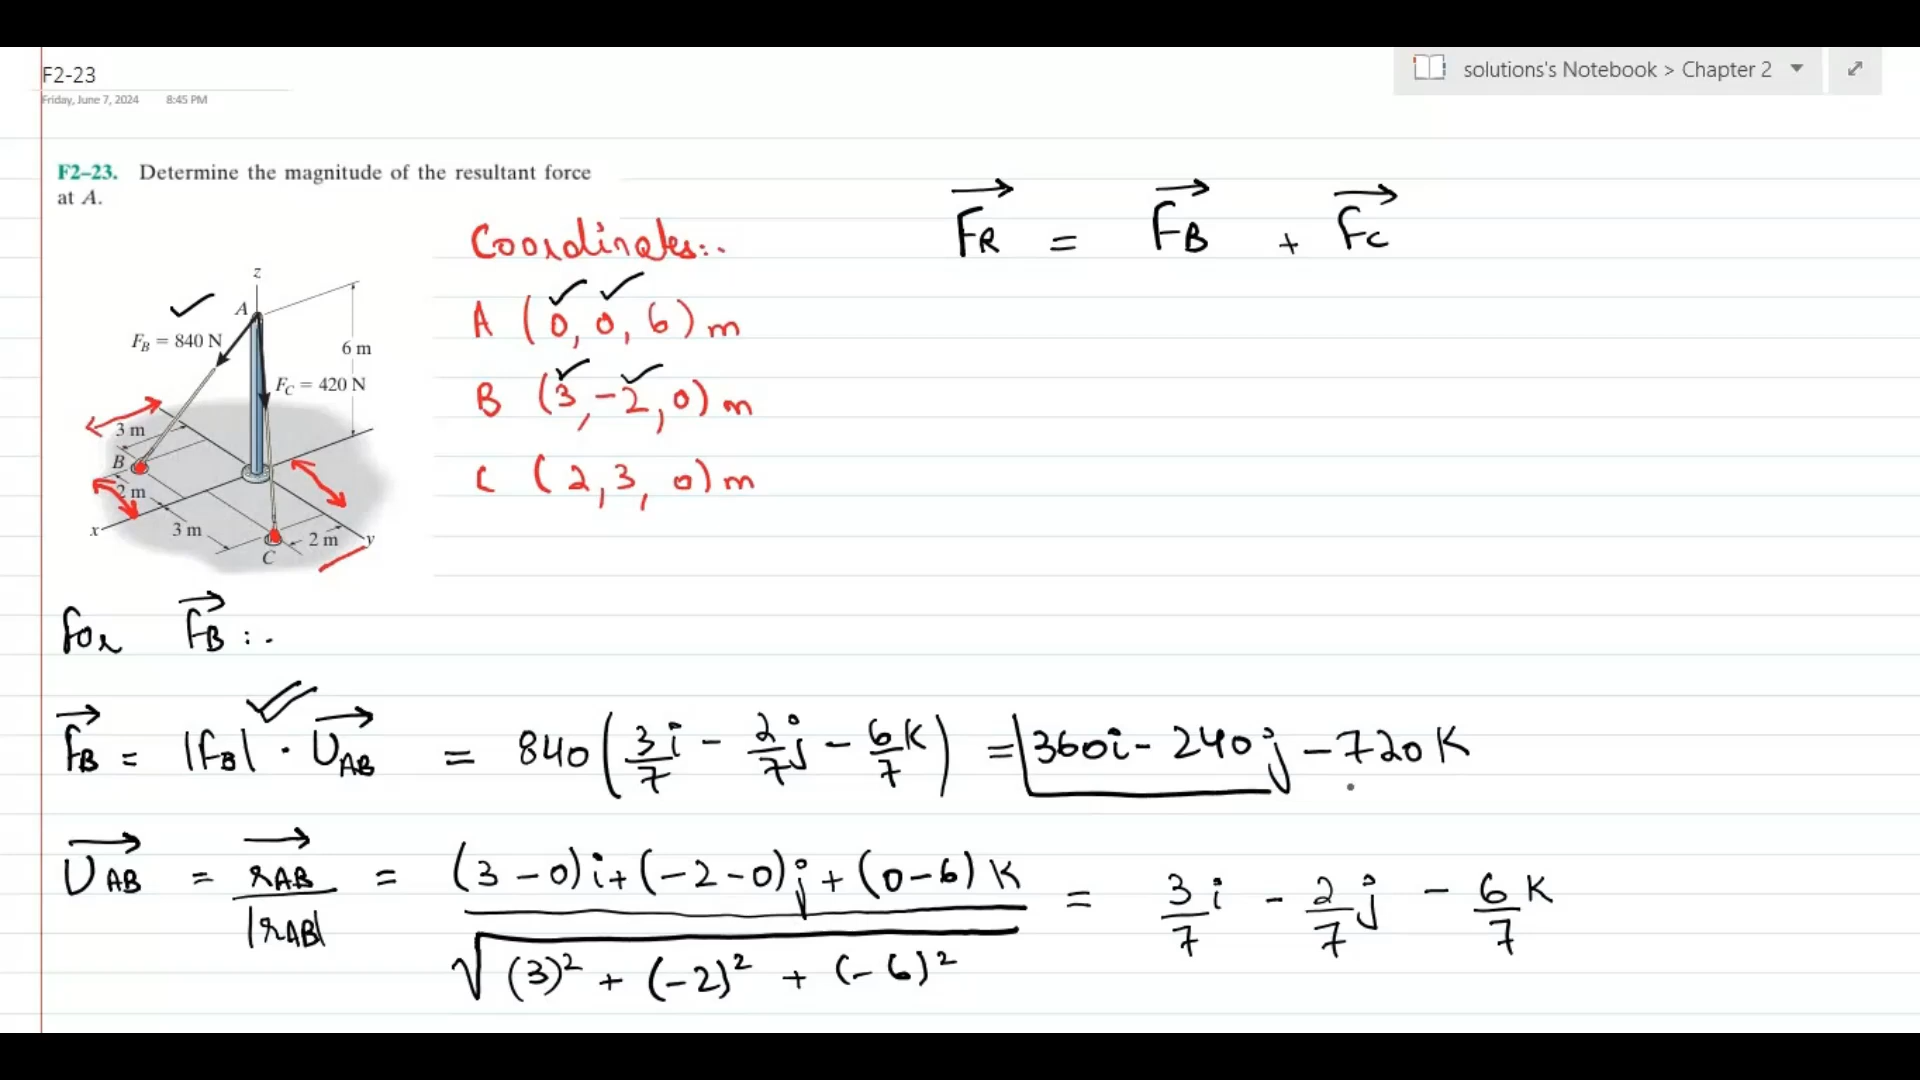 F2-23
Friday, June 7, 2024 8:45 PM
solutions's Notebook > Chapter 2
F2–23. Determine the magnitude of the resultant force
at A.
z
A
F_B = 840 N
6 m
F_C = 420 N
3 m
B
2 m
x
3 m
2 m
y
C
Coordinates:.
A (0, 0, 6) m
B (3, -2, 0) m
C (2, 3, 0) m
F_R = F_B + F_C
For F_B :.
F_B = |F_B| · U_AB = 840 (3/7 i - 2/7 j - 6/7 K) = 360i - 240j - 720K
U_AB = r_AB / |r_AB| = (3-0)i + (-2-0)j + (0-6)K / √(3)² + (-2)² + (-6)² = 3/7 i - 2/7 j - 6/7 K